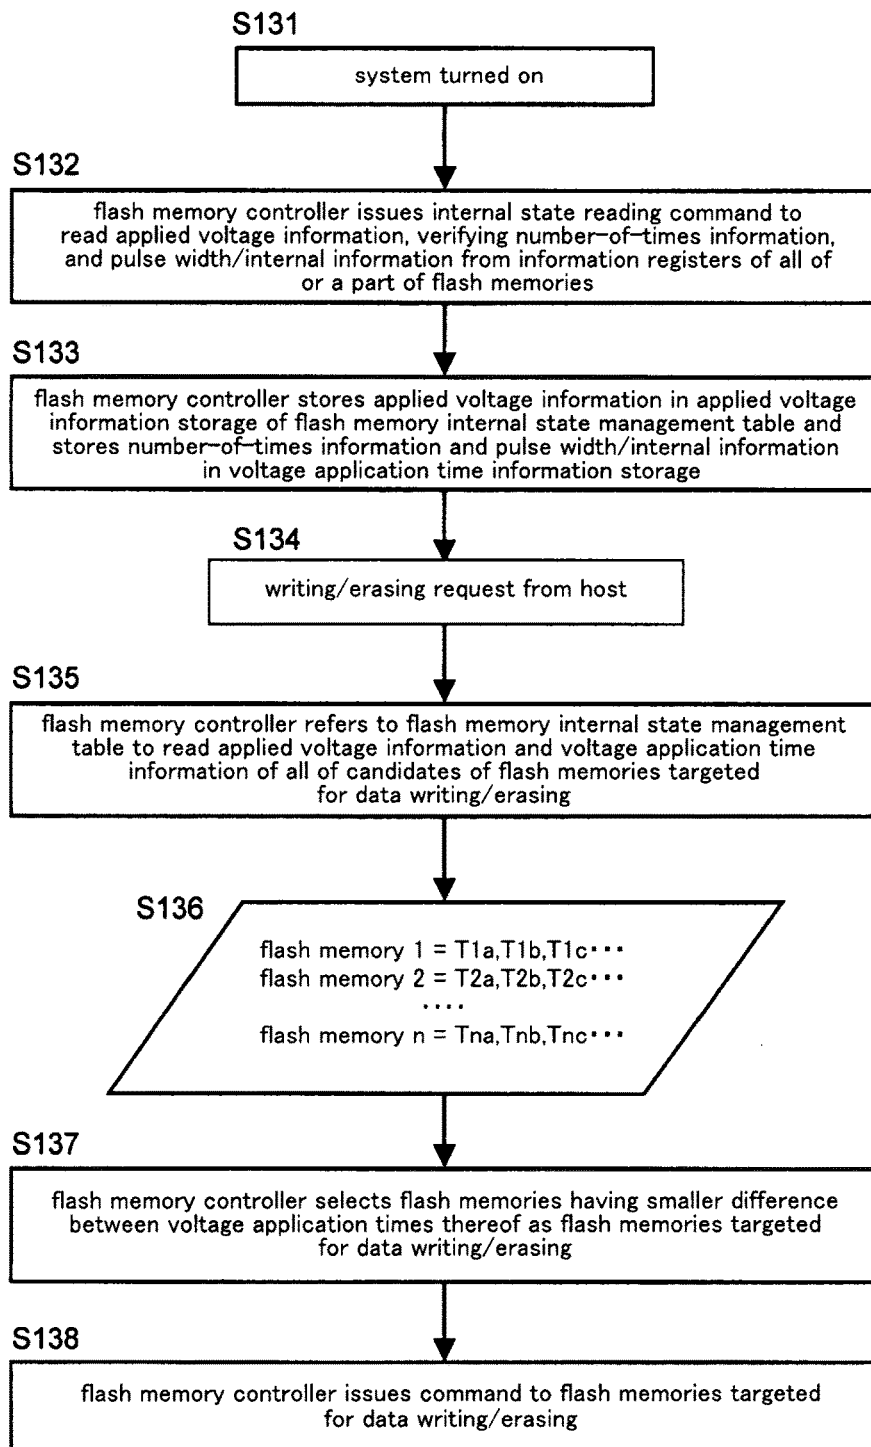 S131
system turned on
S132
flash memory controller issues internal state reading command to
read applied voltage information, verifying number-of-times information,
and pulse width/internal information from information registers of all of
or a part of flash memories
S133
flash memory controller stores applied voltage information in applied voltage
information storage of flash memory internal state management table and
stores number-of-times information and pulse width/internal information
in voltage application time information storage
S134
writing/erasing request from host
S135
flash memory controller refers to flash memory internal state management
table to read applied voltage information and voltage application time
information of all of candidates of flash memories targeted
for data writing/erasing
S136
flash memory 1 = T1a,T1b,T1c･･･
flash memory 2 = T2a,T2b,T2c･･･
････
flash memory n = Tna,Tnb,Tnc･･･
S137
flash memory controller selects flash memories having smaller difference
between voltage application times thereof as flash memories targeted
for data writing/erasing
S138
flash memory controller issues command to flash memories targeted
for data writing/erasing